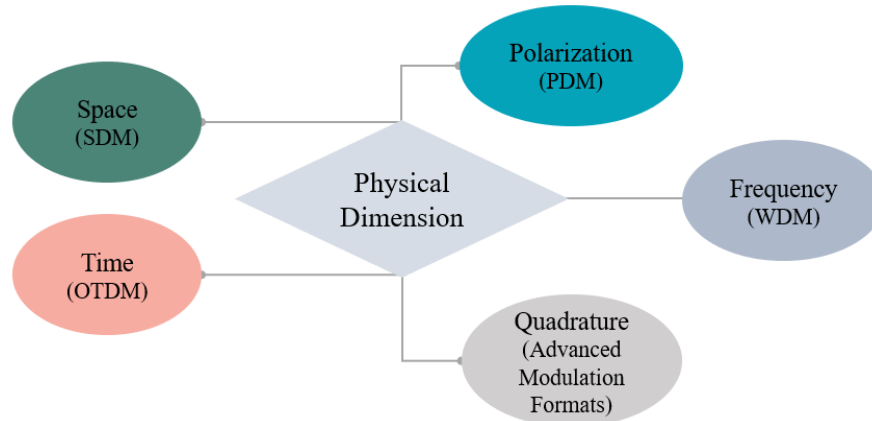 Polarization
(PDM)
Space
(SDM)
Physical
Dimension
Frequency
(WDM)
Time
(OTDM)
Quadrature
(Advanced
Modulation
Formats)